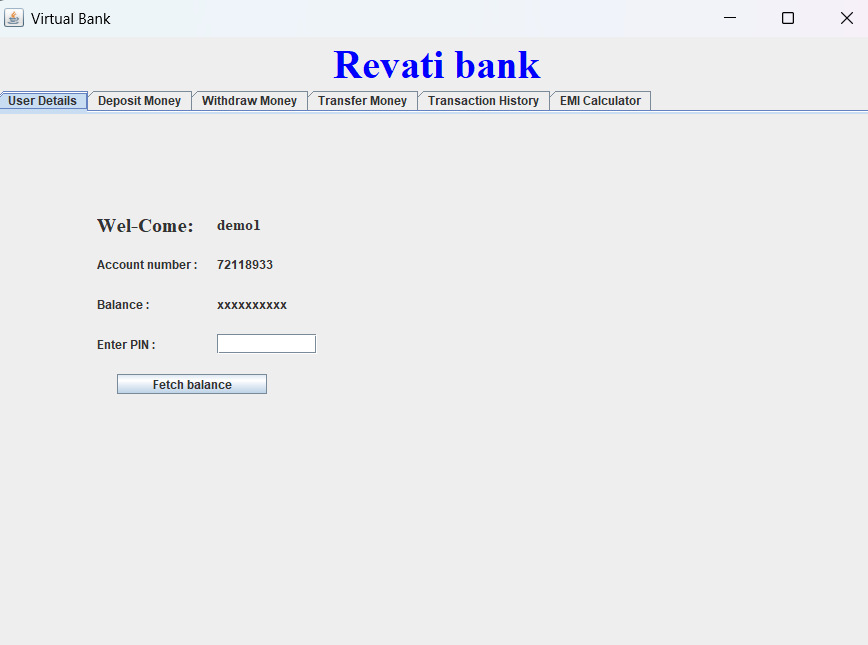 Virtual Bank
Revati bank
User Details Deposit Money Withdraw Money Transfer Money Transaction History EMI Calculator
Wel-Come: demo1
Account number : 72118933
Balance : xxxxxxxxxx
Enter PIN :
Fetch balance